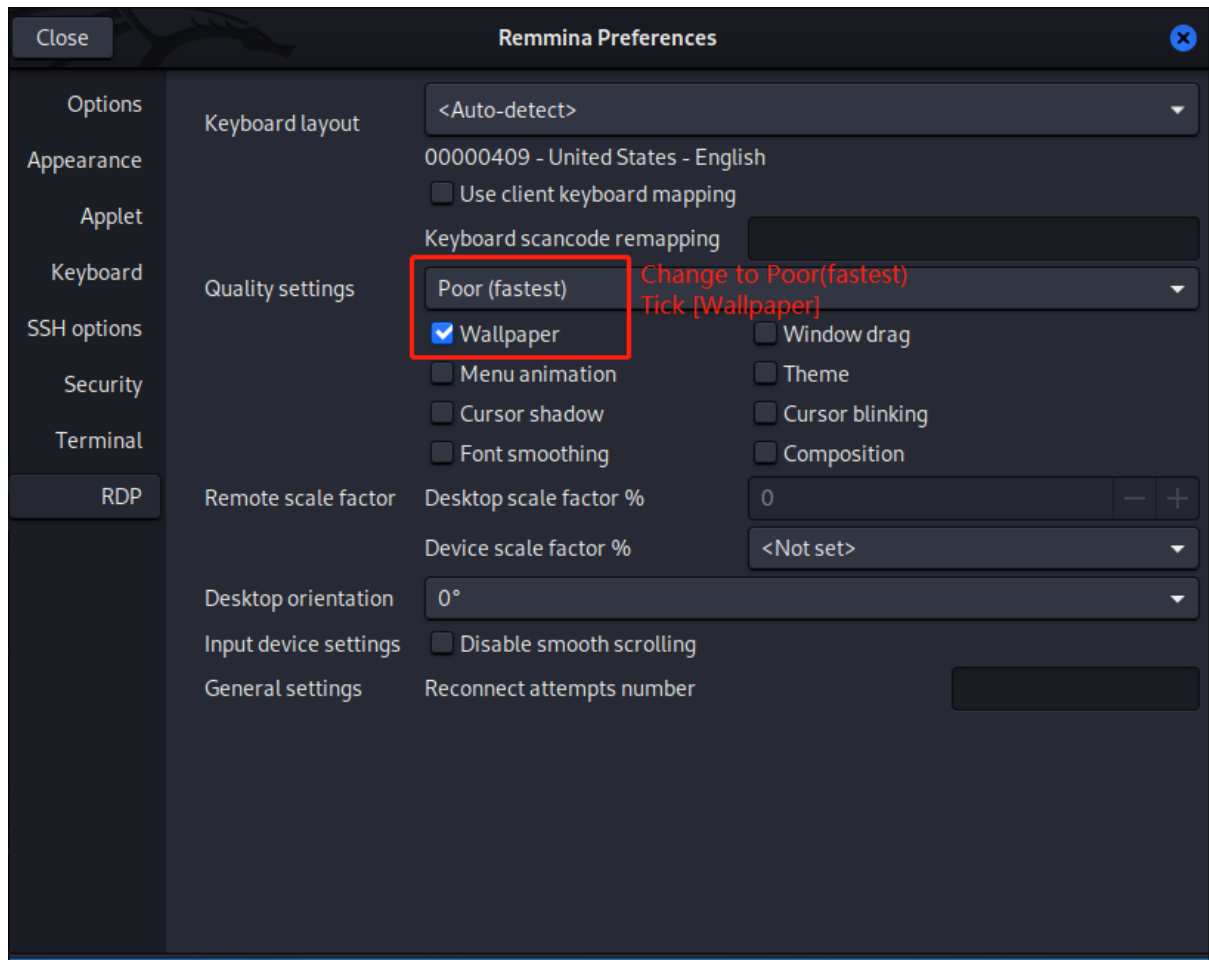 Close
Remmina Preferences
Options
Appearance
Applet
Keyboard
SSH options
Security
Terminal
RDP
Keyboard layout
<Auto-detect>
00000409 - United States - English
Use client keyboard mapping
Keyboard scancode remapping
Quality settings
Poor (fastest)
Change to Poor(fastest)
Tick [Wallpaper]
Wallpaper
Window drag
Menu animation
Theme
Cursor shadow
Cursor blinking
Font smoothing
Composition
Remote scale factor
Desktop scale factor %
0
Device scale factor %
<Not set>
Desktop orientation
0°
Input device settings
Disable smooth scrolling
General settings
Reconnect attempts number